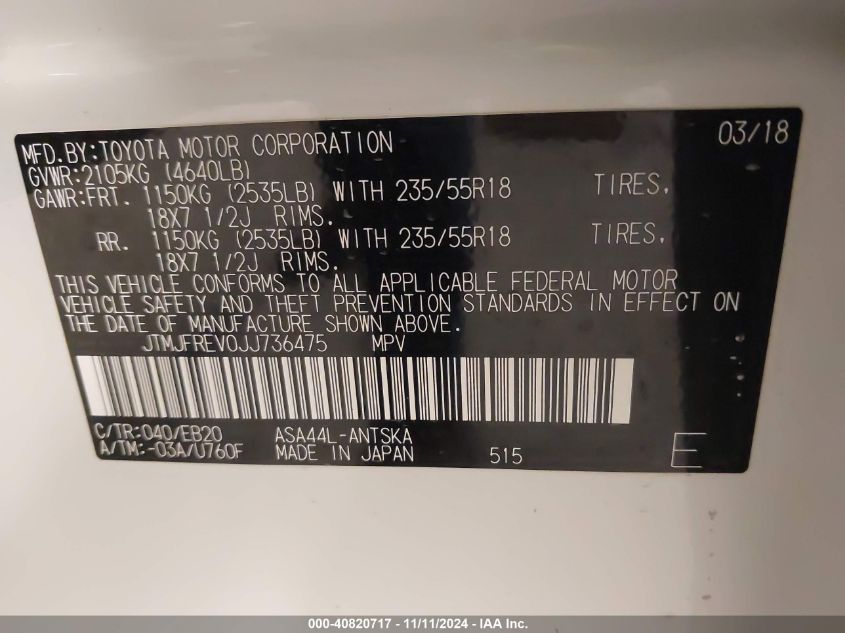 03/18
MFD.BY:TOYOTA MOTOR CORPORATION
GVWR:2105KG (4640LB)
GAWR:FRT. 1150KG (2535LB) WITH 235/55R18 TIRES,
18X7 1/2J RIMS.
RR. 1150KG (2535LB) WITH 235/55R18 TIRES,
18X7 1/2J RIMS.
THIS VEHICLE CONFORMS TO ALL APPLICABLE FEDERAL MOTOR
VEHICLE SAFETY AND THEFT PREVENTION STANDARDS IN EFFECT ON
THE DATE OF MANUFACTURE SHOWN ABOVE.
JTMJFREV0JJ736475 MPV
C/TR:040/EB20 ASA44L-ANTSKA
A/TM:-03A/U760F MADE IN JAPAN 515 E
000-40820717 - 11/11/2024 - IAA Inc.